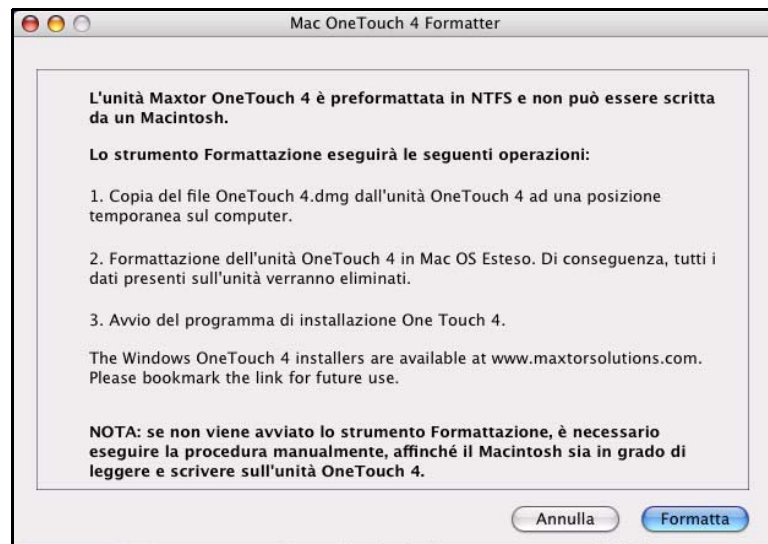 Mac OneTouch 4 Formatter
L'unità Maxtor OneTouch 4 è preformattata in NTFS e non può essere scritta
da un Macintosh.
Lo strumento Formattazione eseguirà le seguenti operazioni:
1. Copia del file OneTouch 4.dmg dall'unità OneTouch 4 ad una posizione
temporanea sul computer.
2. Formattazione dell'unità OneTouch 4 in Mac OS Esteso. Di conseguenza, tutti i
dati presenti sull'unità verranno eliminati.
3. Avvio del programma di installazione One Touch 4.
The Windows OneTouch 4 installers are available at www.maxtorsolutions.com.
Please bookmark the link for future use.
NOTA: se non viene avviato lo strumento Formattazione, è necessario
eseguire la procedura manualmente, affinché il Macintosh sia in grado di
leggere e scrivere sull'unità OneTouch 4.
Annulla
Formatta